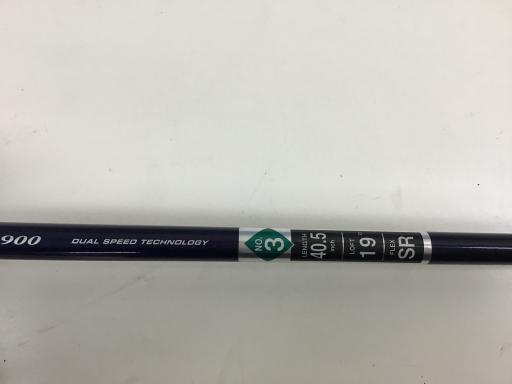 900
DUAL SPEED TECHNOLOGY
NO. 3
LENGTH 40.5 inch
LOFT 19°
FLEX SR